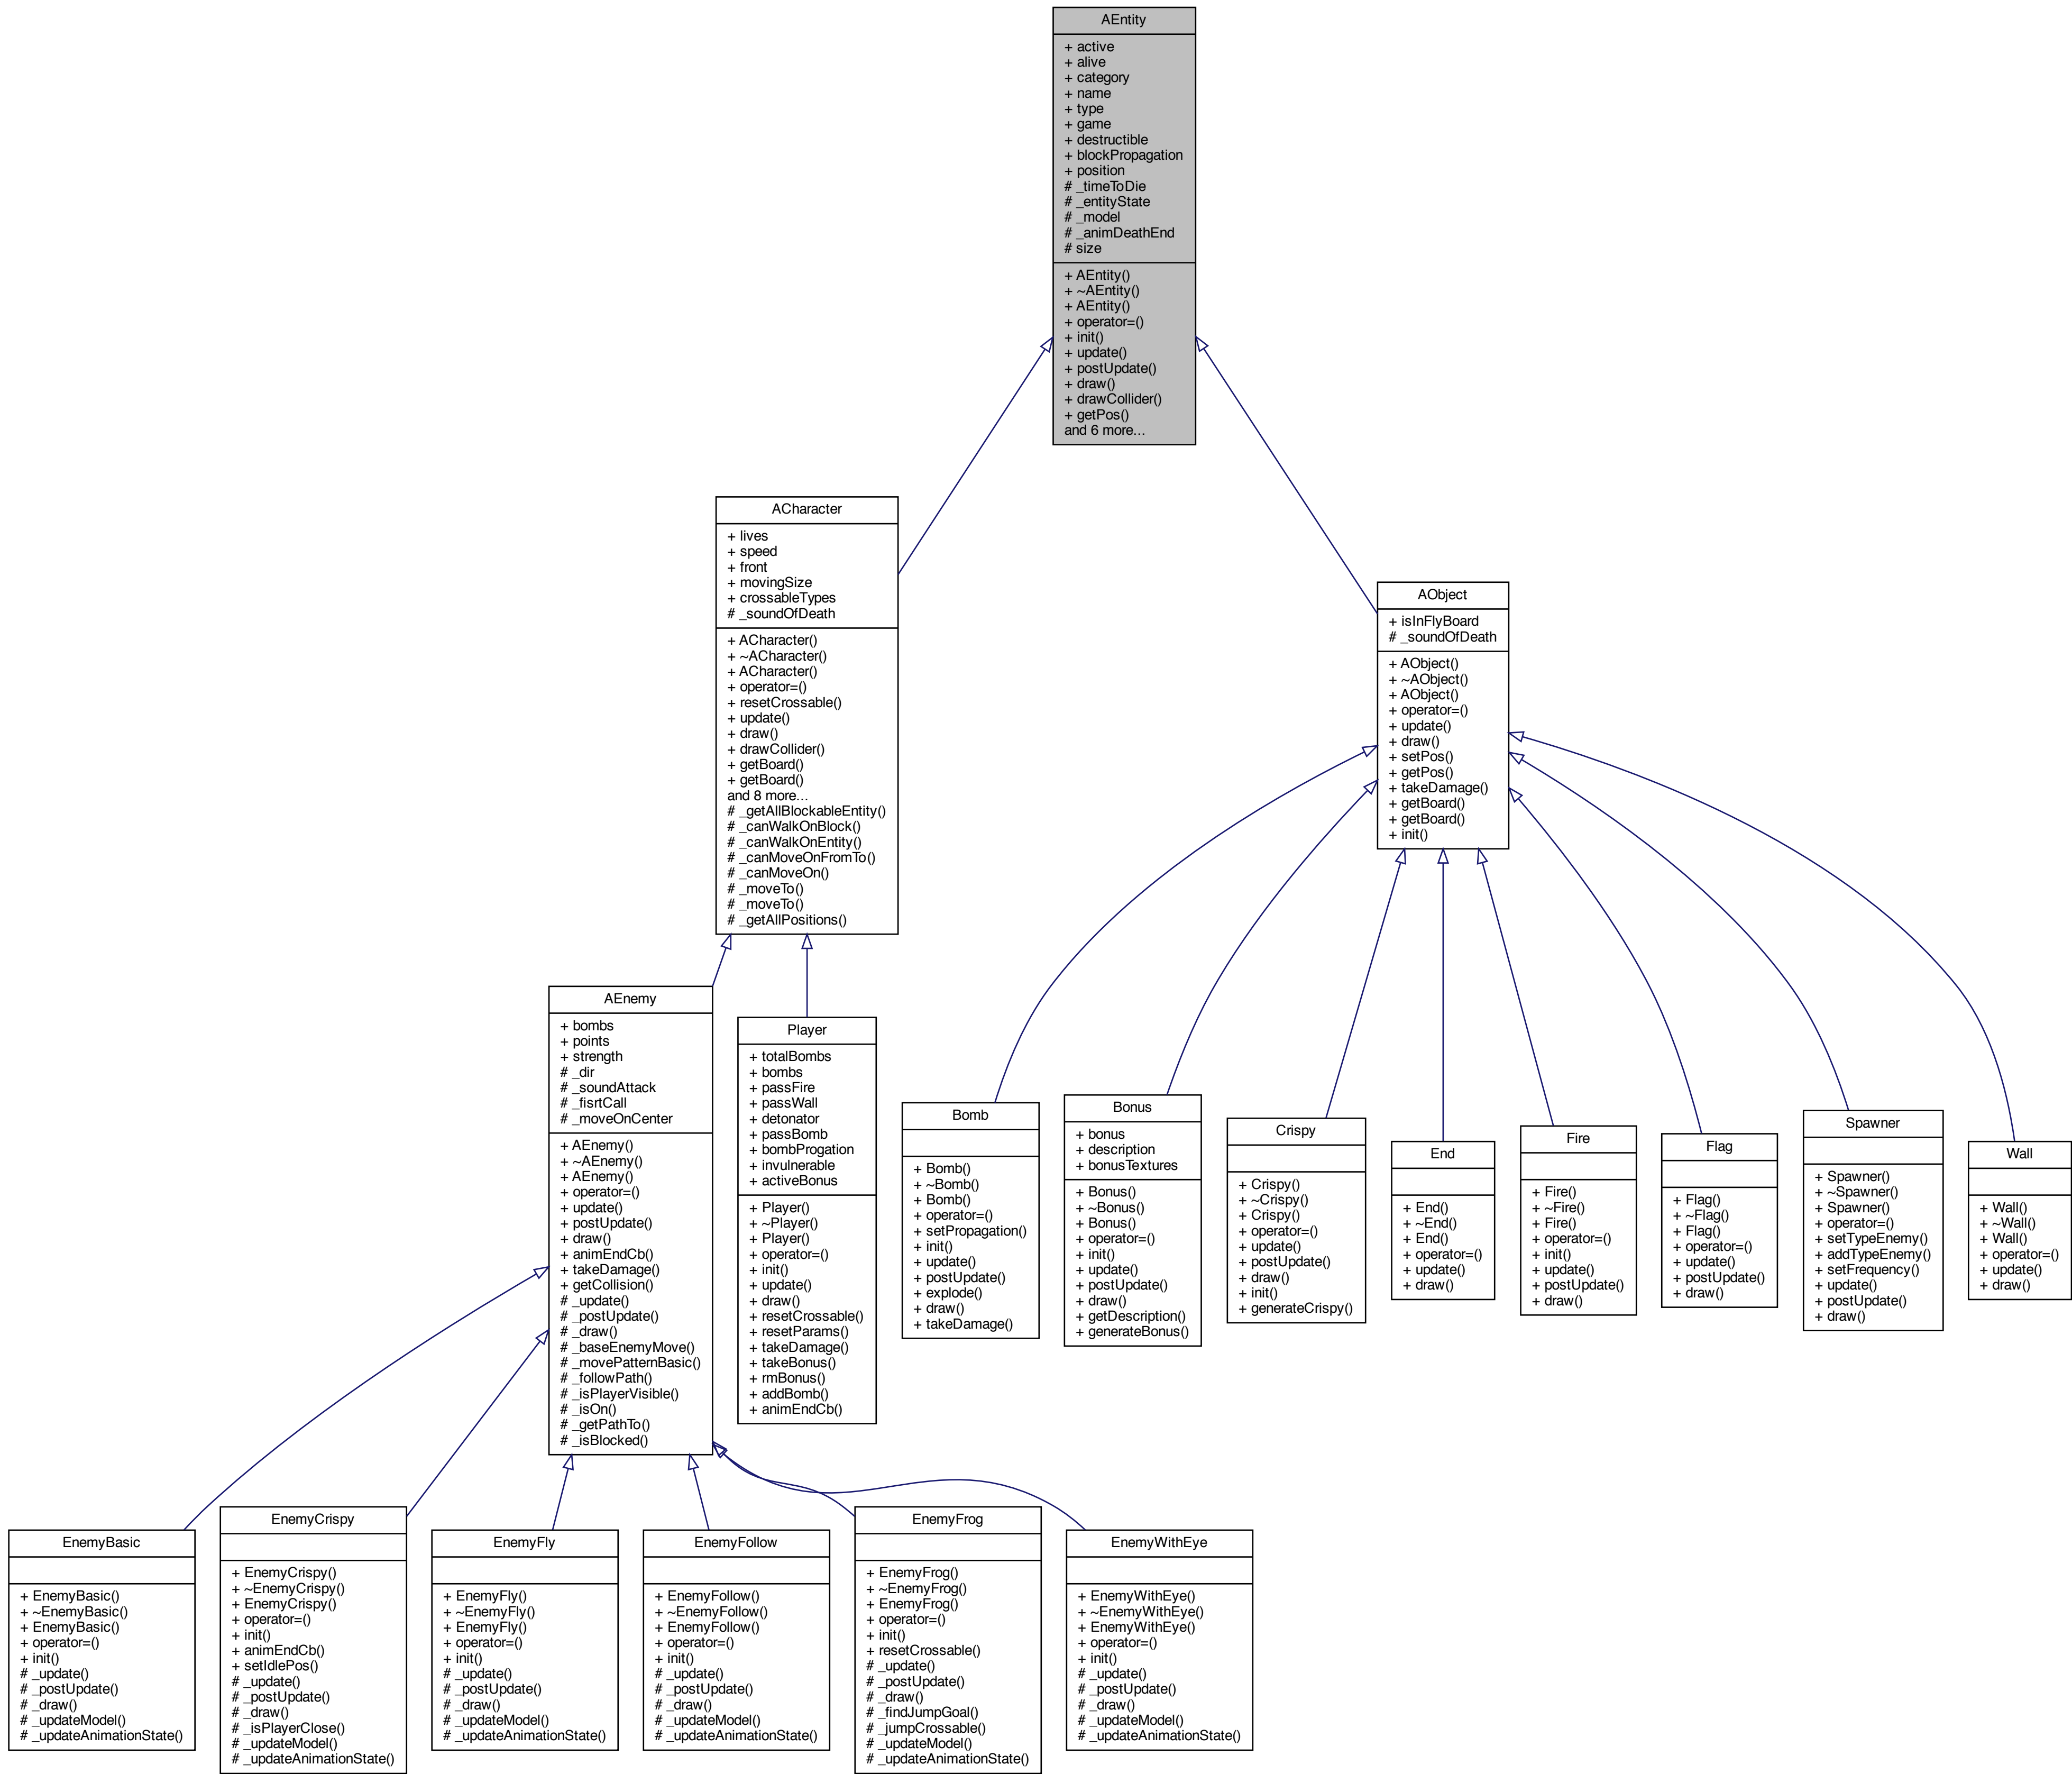 AEntity
+ active
+ alive
+ category
+ name
+ type
+ game
+ destructible
+ blockPropagation
+ position
# _timeToDie
# _entityState
# _model
# _animDeathEnd
# size
+ AEntity()
+ ~AEntity()
+ AEntity()
+ operator=()
+ init()
+ update()
+ postUpdate()
+ draw()
+ drawCollider()
+ getPos()
and 6 more...
ACharacter
+ lives
+ speed
+ front
+ movingSize
+ crossableTypes
# _soundOfDeath
+ ACharacter()
+ ~ACharacter()
+ ACharacter()
+ operator=()
+ resetCrossable()
+ update()
+ draw()
+ drawCollider()
+ getBoard()
+ getBoard()
and 8 more...
# _getAllBlockableEntity()
# _canWalkOnBlock()
# _canWalkOnEntity()
# _canMoveOnFromTo()
# _canMoveOn()
# _moveTo()
# _moveTo()
# _getAllPositions()
AObject
+ isInFlyBoard
# _soundOfDeath
+ AObject()
+ ~AObject()
+ AObject()
+ operator=()
+ update()
+ draw()
+ setPos()
+ getPos()
+ takeDamage()
+ getBoard()
+ getBoard()
+ init()
AEnemy
+ bombs
+ points
+ strength
# _dir
# _soundAttack
# _fisrtCall
# _moveOnCenter
+ AEnemy()
+ ~AEnemy()
+ AEnemy()
+ operator=()
+ update()
+ postUpdate()
+ draw()
+ animEndCb()
+ takeDamage()
+ getCollision()
# _update()
# _postUpdate()
# _draw()
# _baseEnemyMove()
# _movePatternBasic()
# _followPath()
# _isPlayerVisible()
# _isOn()
# _getPathTo()
# _isBlocked()
Player
+ totalBombs
+ bombs
+ passFire
+ passWall
+ detonator
+ passBomb
+ bombProgation
+ invulnerable
+ activeBonus
+ Player()
+ ~Player()
+ Player()
+ operator=()
+ init()
+ update()
+ draw()
+ resetCrossable()
+ resetParams()
+ takeDamage()
+ takeBonus()
+ rmBonus()
+ addBomb()
+ animEndCb()
Bomb
+ Bomb()
+ ~Bomb()
+ Bomb()
+ operator=()
+ setPropagation()
+ init()
+ update()
+ postUpdate()
+ explode()
+ draw()
+ takeDamage()
Bonus
+ bonus
+ description
+ bonusTextures
+ Bonus()
+ ~Bonus()
+ Bonus()
+ operator=()
+ init()
+ update()
+ postUpdate()
+ draw()
+ getDescription()
+ generateBonus()
Crispy
+ Crispy()
+ ~Crispy()
+ Crispy()
+ operator=()
+ update()
+ postUpdate()
+ draw()
+ init()
+ generateCrispy()
End
+ End()
+ ~End()
+ End()
+ operator=()
+ update()
+ draw()
Fire
+ Fire()
+ ~Fire()
+ Fire()
+ operator=()
+ init()
+ update()
+ postUpdate()
+ draw()
Flag
+ Flag()
+ ~Flag()
+ Flag()
+ operator=()
+ update()
+ postUpdate()
+ draw()
Spawner
+ Spawner()
+ ~Spawner()
+ Spawner()
+ operator=()
+ setTypeEnemy()
+ addTypeEnemy()
+ setFrequency()
+ update()
+ postUpdate()
+ draw()
Wall
+ Wall()
+ ~Wall()
+ Wall()
+ operator=()
+ update()
+ draw()
EnemyBasic
+ EnemyBasic()
+ ~EnemyBasic()
+ EnemyBasic()
+ operator=()
+ init()
# _update()
# _postUpdate()
# _draw()
# _updateModel()
# _updateAnimationState()
EnemyCrispy
+ EnemyCrispy()
+ ~EnemyCrispy()
+ EnemyCrispy()
+ operator=()
+ init()
+ animEndCb()
+ setIdlePos()
# _update()
# _postUpdate()
# _draw()
# _isPlayerClose()
# _updateModel()
# _updateAnimationState()
EnemyFly
+ EnemyFly()
+ ~EnemyFly()
+ EnemyFly()
+ operator=()
+ init()
# _update()
# _postUpdate()
# _draw()
# _updateModel()
# _updateAnimationState()
EnemyFollow
+ EnemyFollow()
+ ~EnemyFollow()
+ EnemyFollow()
+ operator=()
+ init()
# _update()
# _postUpdate()
# _draw()
# _updateModel()
# _updateAnimationState()
EnemyFrog
+ EnemyFrog()
+ ~EnemyFrog()
+ EnemyFrog()
+ operator=()
+ init()
+ resetCrossable()
# _update()
# _postUpdate()
# _draw()
# _findJumpGoal()
# _jumpCrossable()
# _updateModel()
# _updateAnimationState()
EnemyWithEye
+ EnemyWithEye()
+ ~EnemyWithEye()
+ EnemyWithEye()
+ operator=()
+ init()
# _update()
# _postUpdate()
# _draw()
# _updateModel()
# _updateAnimationState()